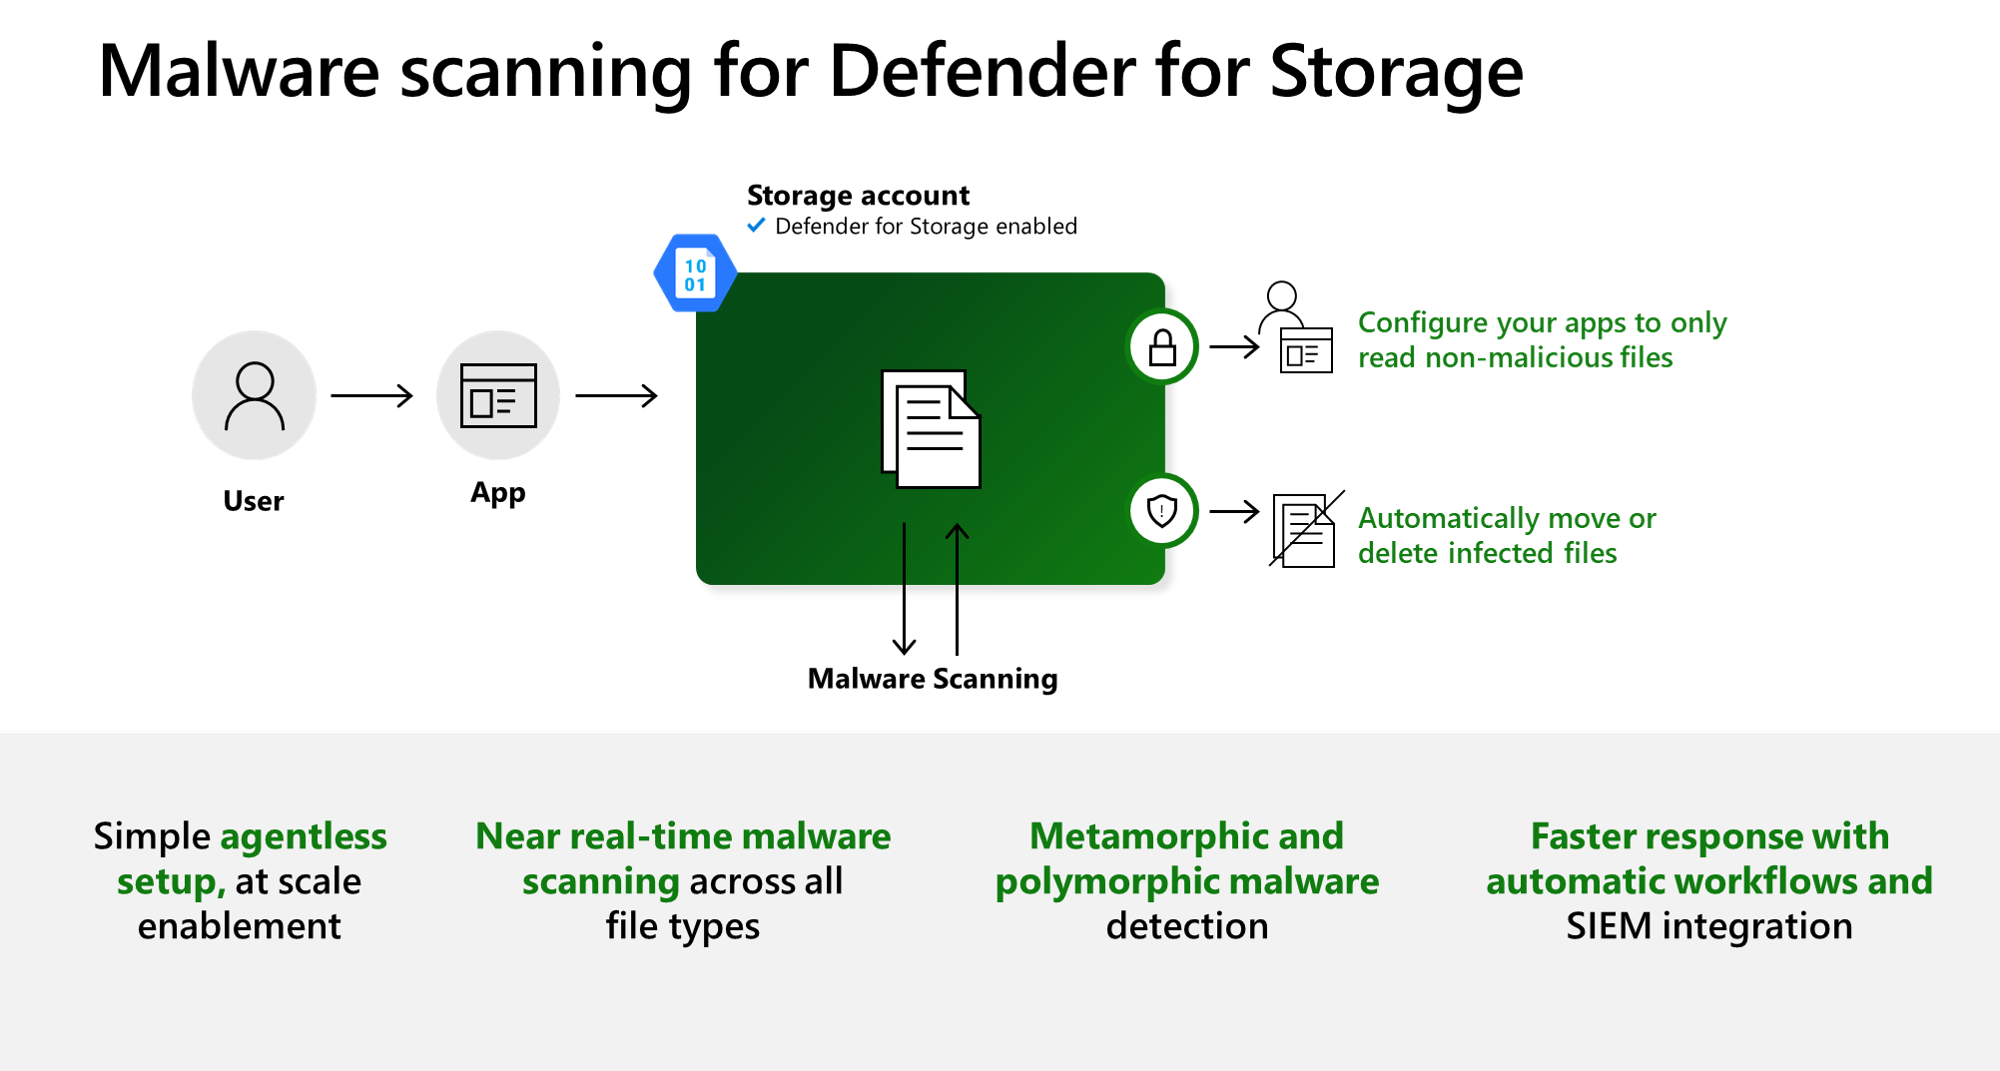 Malware scanning for Defender for Storage
Storage account
Defender for Storage enabled
10
01
User
App
Configure your apps to only
read non-malicious files
!
Automatically move or
delete infected files
Malware Scanning
Simple agentless
setup, at scale
enablement
Near real-time malware
scanning across all
file types
Metamorphic and
polymorphic malware
detection
Faster response with
automatic workflows and
SIEM integration